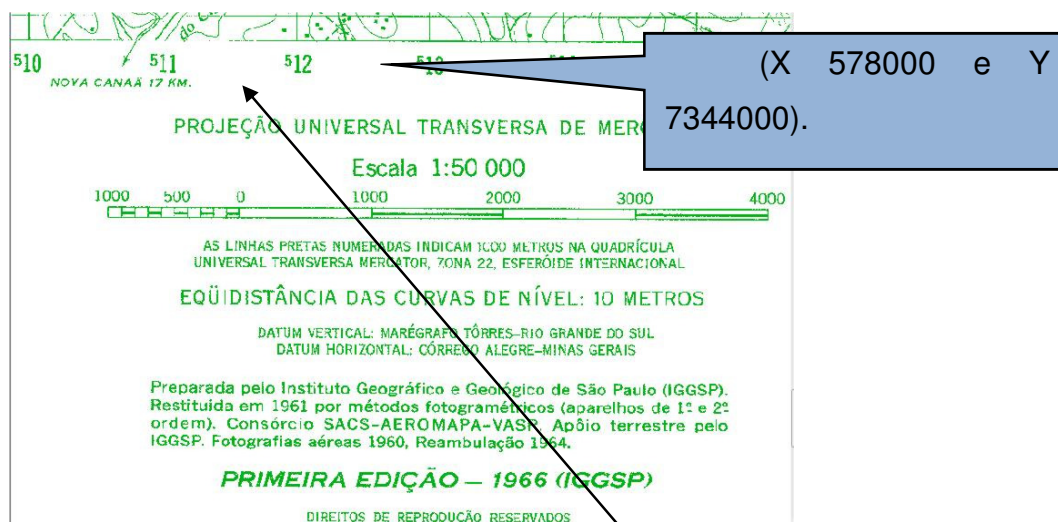 do
510 511 512 513
NOVA CANAÃ 17 KM.
(X 578000 e Y
7344000).
PROJEÇÃO UNIVERSAL TRANSVERSA DE
Escala 1:50 000
1000 500 0 1000 2000 3000 4000
AS LINHAS PRETAS NUMERADAS INDICAM 1000 METROS NA QUADRÍCULA
UNIVERSAL TRANSVERSA MERCATOR, ZONA 22, ESFERÓIDE INTERNACIONAL
EQÜIDISTÂNCIA DAS CURVAS DE NÍVEL: 10 METROS
DATUM VERTICAL: MARÉGRAFO TÔRRES-RIO GRANDE DO SUL
DATUM HORIZONTAL: CÓRREGO ALEGRE-MINAS GERAIS
Preparada pelo Instituto Geográfico e Geológico de São Paulo (IGGSP).
Restituida em 1961 por métodos fotogramétricos (aparelhos de 1ª e 2ª
ordem). Consórcio SACS-AEROMAPA-VASP. Apôio terrestre pelo
IGGSP. Fotografias aéreas 1960, Reambulação 1964.
PRIMEIRA EDIÇÃO — 1966 (IGGSP)
DIREITOS DE REPRODUCÃO RESERVADOS